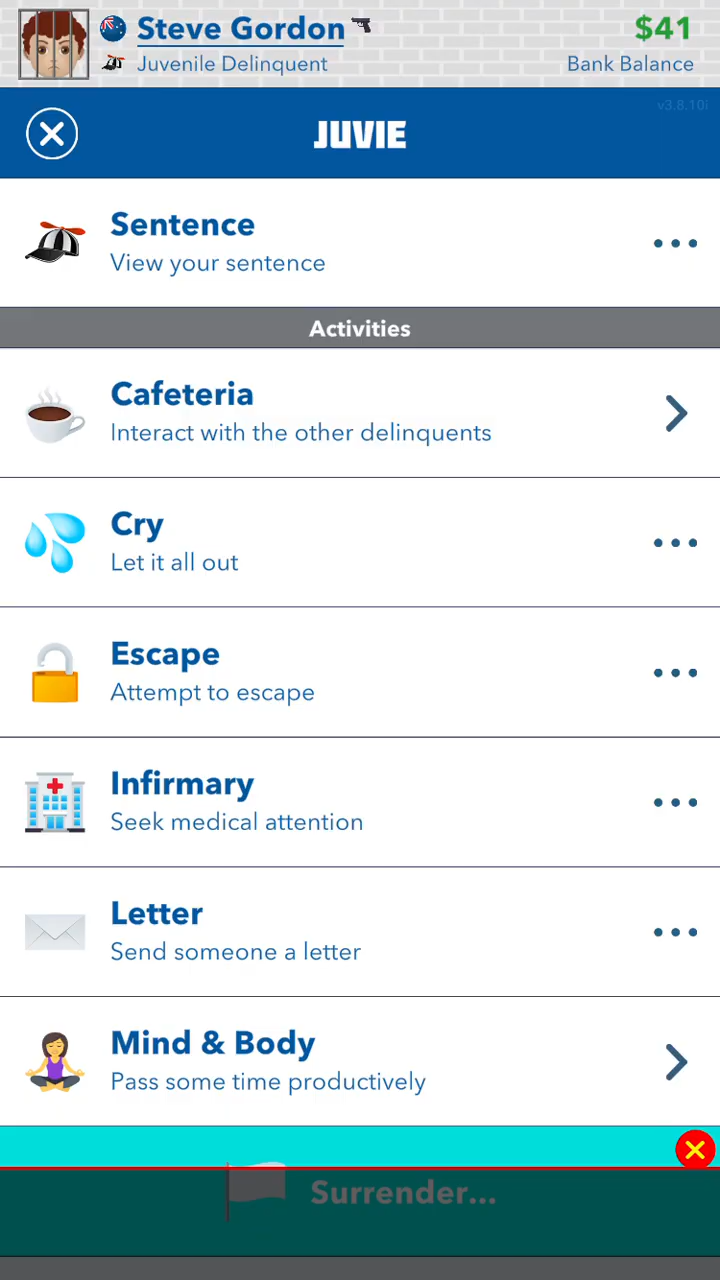 Steve Gordon
$41
Juvenile Delinquent
Bank Balance
v3.8.10i
JUVIE
Sentence
View your sentence
Activities
Cafeteria
Interact with the other delinquents
Cry
Let it all out
Escape
Attempt to escape
Infirmary
Seek medical attention
Letter
Send someone a letter
Mind & Body
Pass some time productively
Surrender...